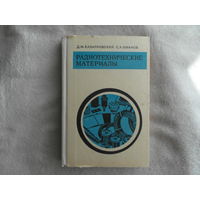 Д.М. КАЗАРНОВСКИЙ, С.А. ЯМАНОВ
РАДИОТЕХНИЧЕСКИЕ
МАТЕРИАЛЫ